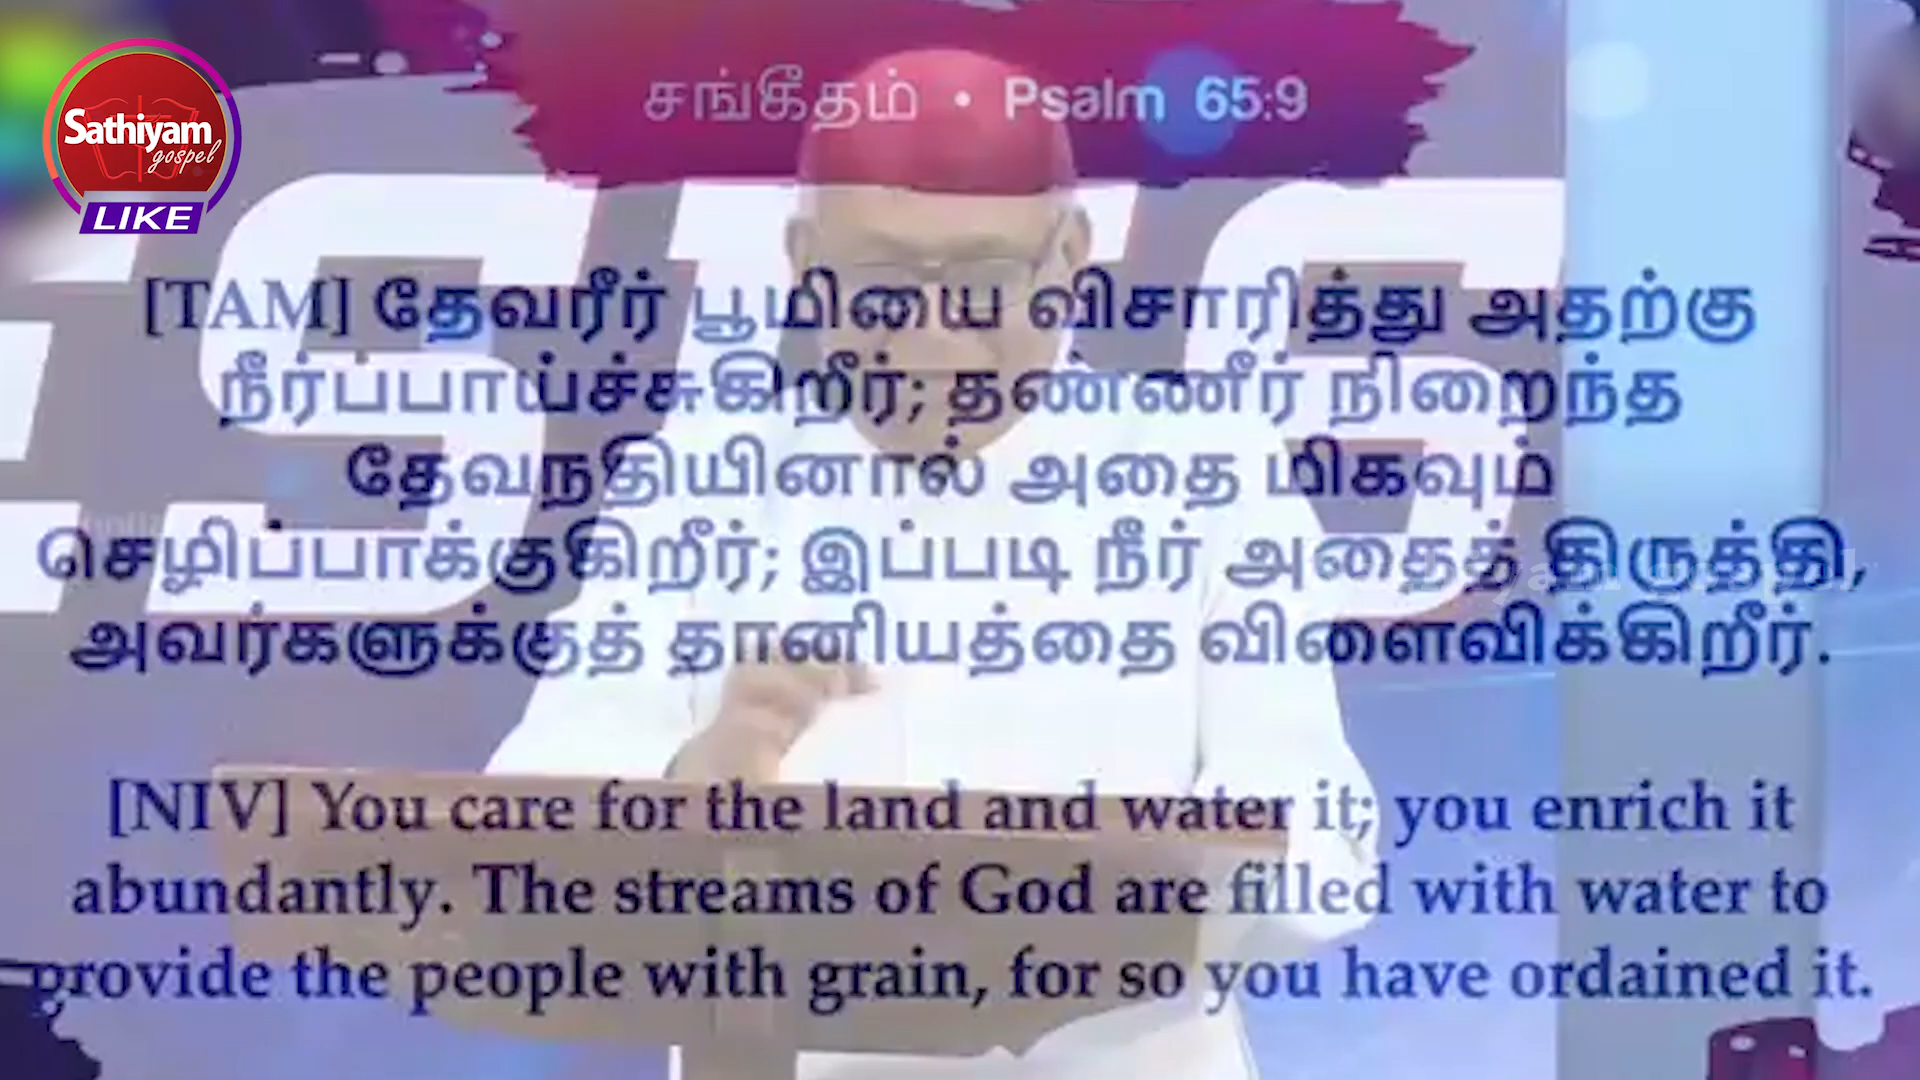 Sathiyam
gospel
LIKE
சங்கீதம் • Psalm 65:9
[TAM] தேவரீர் பூமியை விசாரித்து அதற்கு
நீர்ப்பாய்ச்சுகிறீர்; தண்ணீர் நிறைந்த
தேவநதியினால் அதை மிகவும்
செழிப்பாக்குகிறீர்; இப்படி நீர் அதைத் திருத்தி,
அவர்களுக்குத் தானியத்தை விளைவிக்கிறீர்.
[NIV] You care for the land and water it; you enrich it
abundantly. The streams of God are filled with water to
provide the people with grain, for so you have ordained it.